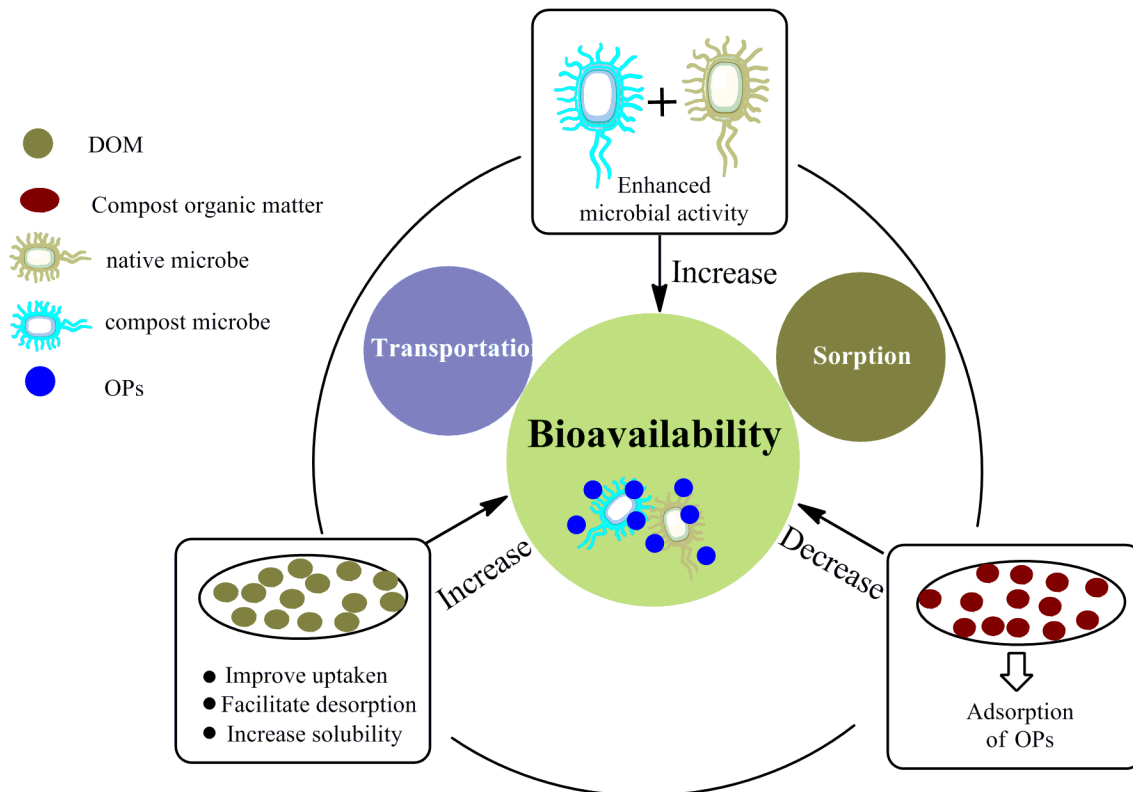 DOM
Compost organic matter
native microbe
compost microbe
OPs
+
Enhanced
microbial activity
Increase
Transportation
Sorption
Bioavailability
Increase
Decrease
● Improve uptaken
● Facilitate desorption
● Increase solubility
Adsorption
of OPs